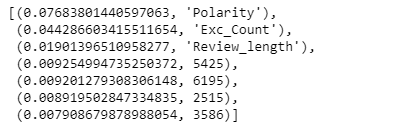 [(0.07683801440597063, 'Polarity'),
(0.044286603415511654, 'Exc_Count'),
(0.01901396510958277, 'Review_length'),
(0.009254994735250372, 5425),
(0.009201279308306148, 6195),
(0.008919502847334835, 2515),
(0.007908679878988054, 3586)]